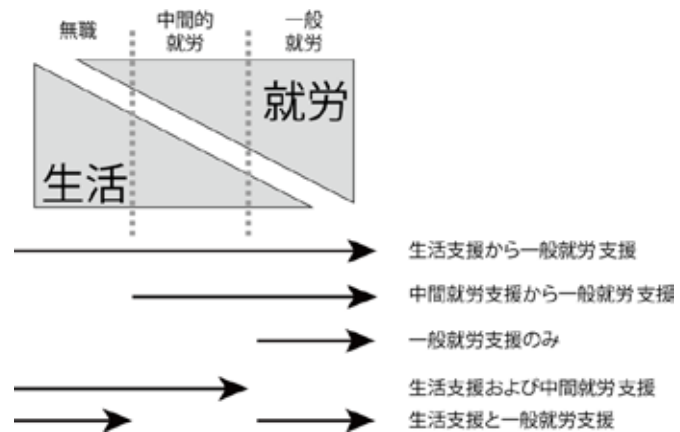 無職
中間的
就労
一般
就労
就労
生活
生活支援から一般就労支援
中間就労支援から一般就労支援
一般就労支援のみ
生活支援および中間就労支援
生活支援と一般就労支援